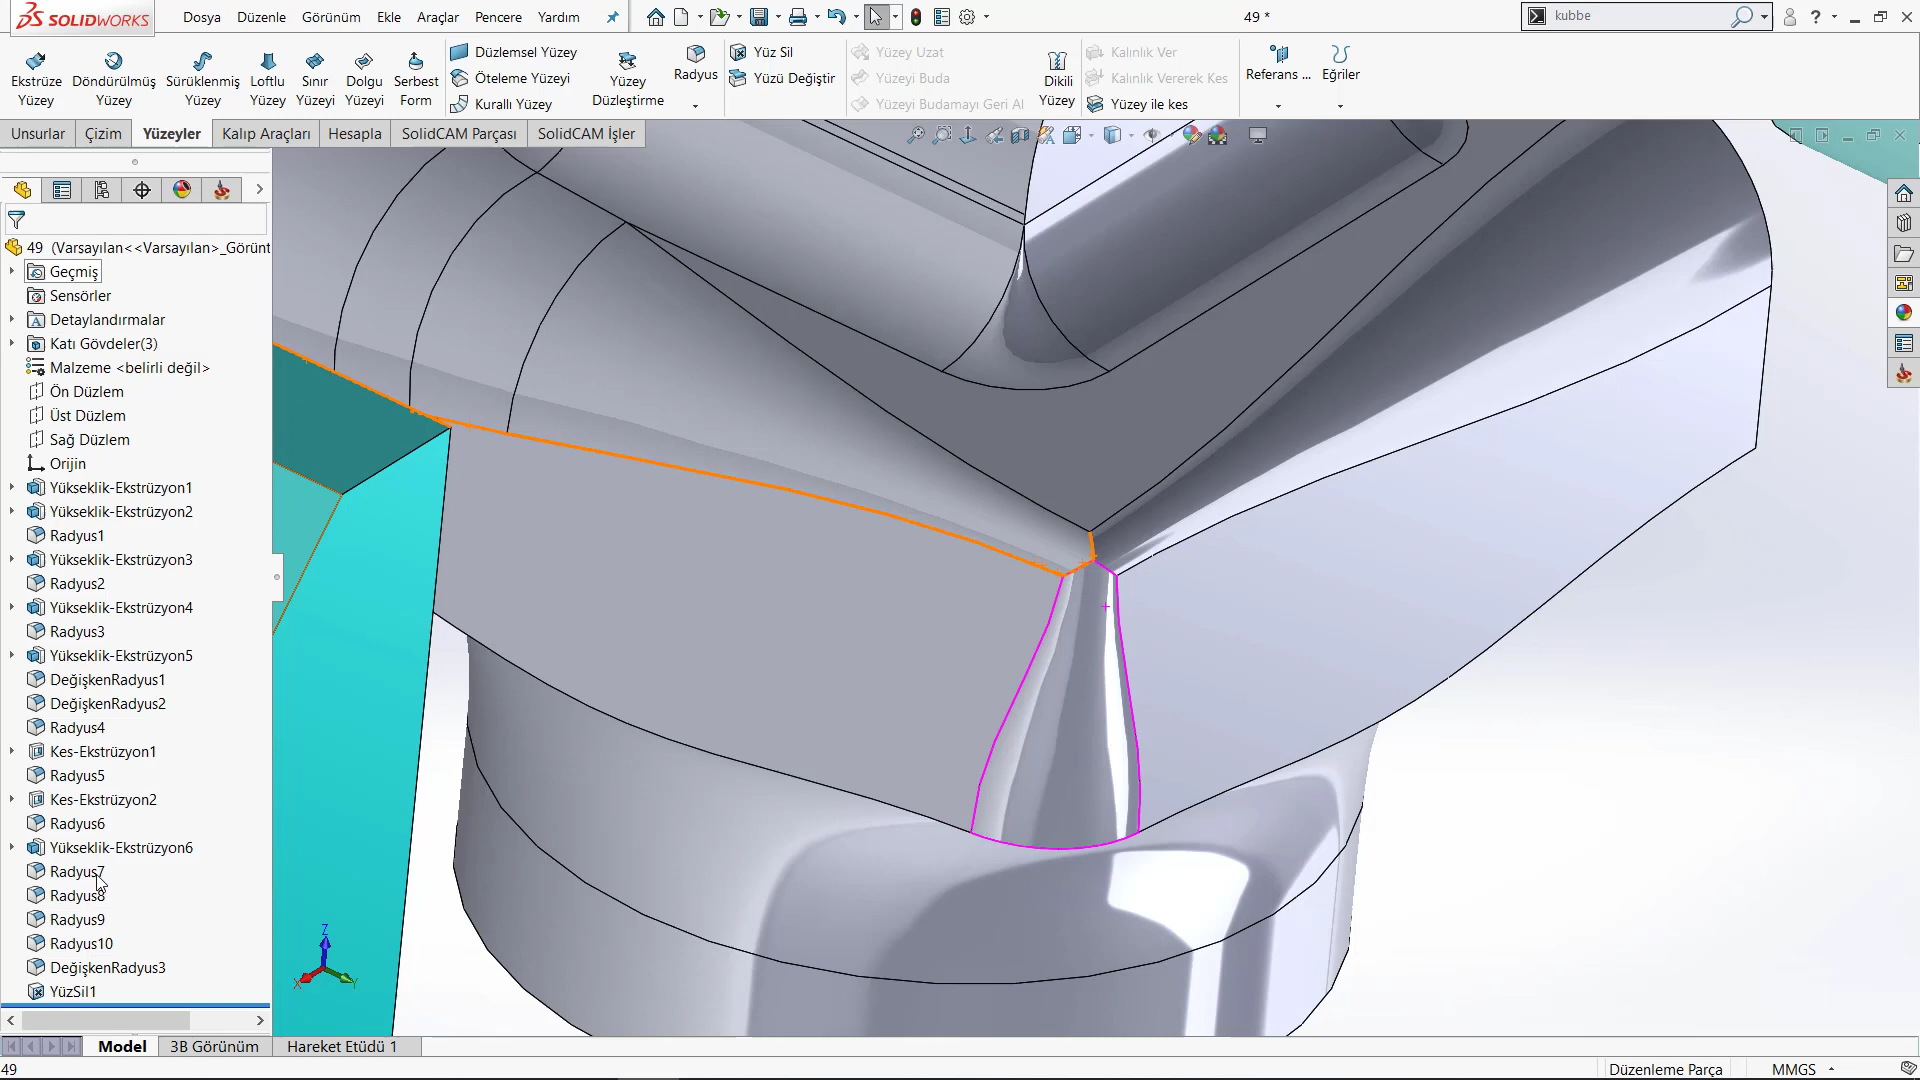 SOLIDWORKS
Dosya Düzenle Görünüm Ekle Araçlar Pencere Yardım
49 *
kubbe
Ekstrüze Yüzey
Döndürülmüş Yüzey
Sürüklenmiş Yüzey
Loftlu Yüzey
Sınır Yüzeyi
Dolgu Yüzeyi
Serbest Form
Düzlemsel Yüzey
Öteleme Yüzeyi
Kurallı Yüzey
Yüzey Düzleştirme
Radyus
Yüz Sil
Yüzü Değiştir
Yüzey Uzat
Yüzeyi Buda
Yüzeyi Budamayı Geri Al
Dikili Yüzey
Kalınlık Ver
Kalınlık Vererek Kes
Yüzey ile kes
Referans ...
Eğriler
Unsurlar Çizim Yüzeyler Kalıp Araçları Hesapla SolidCAM Parçası SolidCAM İşler
49 (Varsayılan<<Varsayılan>_Görünt
Geçmiş
Sensörler
Detaylandırmalar
Katı Gövdeler(3)
Malzeme <belirli değil>
Ön Düzlem
Üst Düzlem
Sağ Düzlem
Orijin
Yükseklik-Ekstrüzyon1
Yükseklik-Ekstrüzyon2
Radyus1
Yükseklik-Ekstrüzyon3
Radyus2
Yükseklik-Ekstrüzyon4
Radyus3
Yükseklik-Ekstrüzyon5
DeğişkenRadyus1
DeğişkenRadyus2
Radyus4
Kes-Ekstrüzyon1
Radyus5
Kes-Ekstrüzyon2
Radyus6
Yükseklik-Ekstrüzyon6
Radyus7
Radyus8
Radyus9
Radyus10
DeğişkenRadyus3
YüzSil1
Z
X
Y
Model 3B Görünüm Hareket Etüdü 1
49
Düzenleme Parça
MMGS